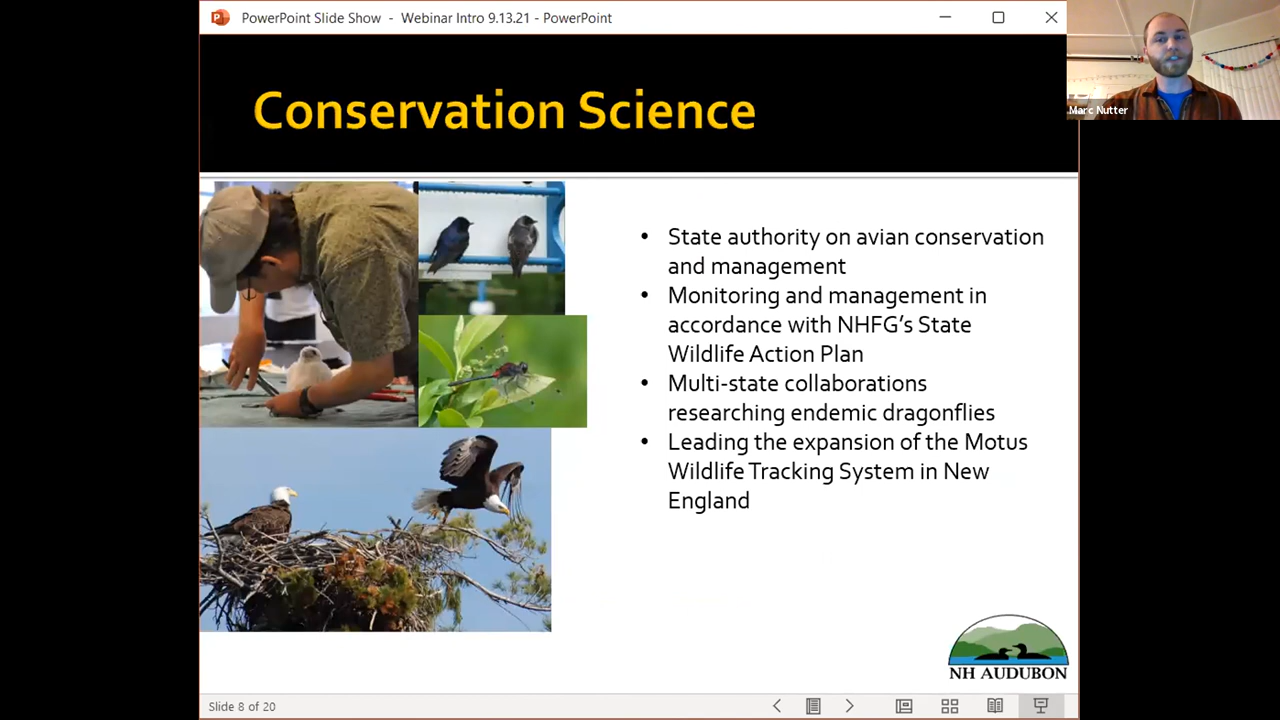 PowerPoint Slide Show - Webinar Intro 9.13.21 - PowerPoint
Marc Nutter
Conservation Science
• State authority on avian conservation
and management
• Monitoring and management in
accordance with NHFG’s State
Wildlife Action Plan
• Multi-state collaborations
researching endemic dragonflies
• Leading the expansion of the Motus
Wildlife Tracking System in New
England
NH AUDUBON
Slide 8 of 20